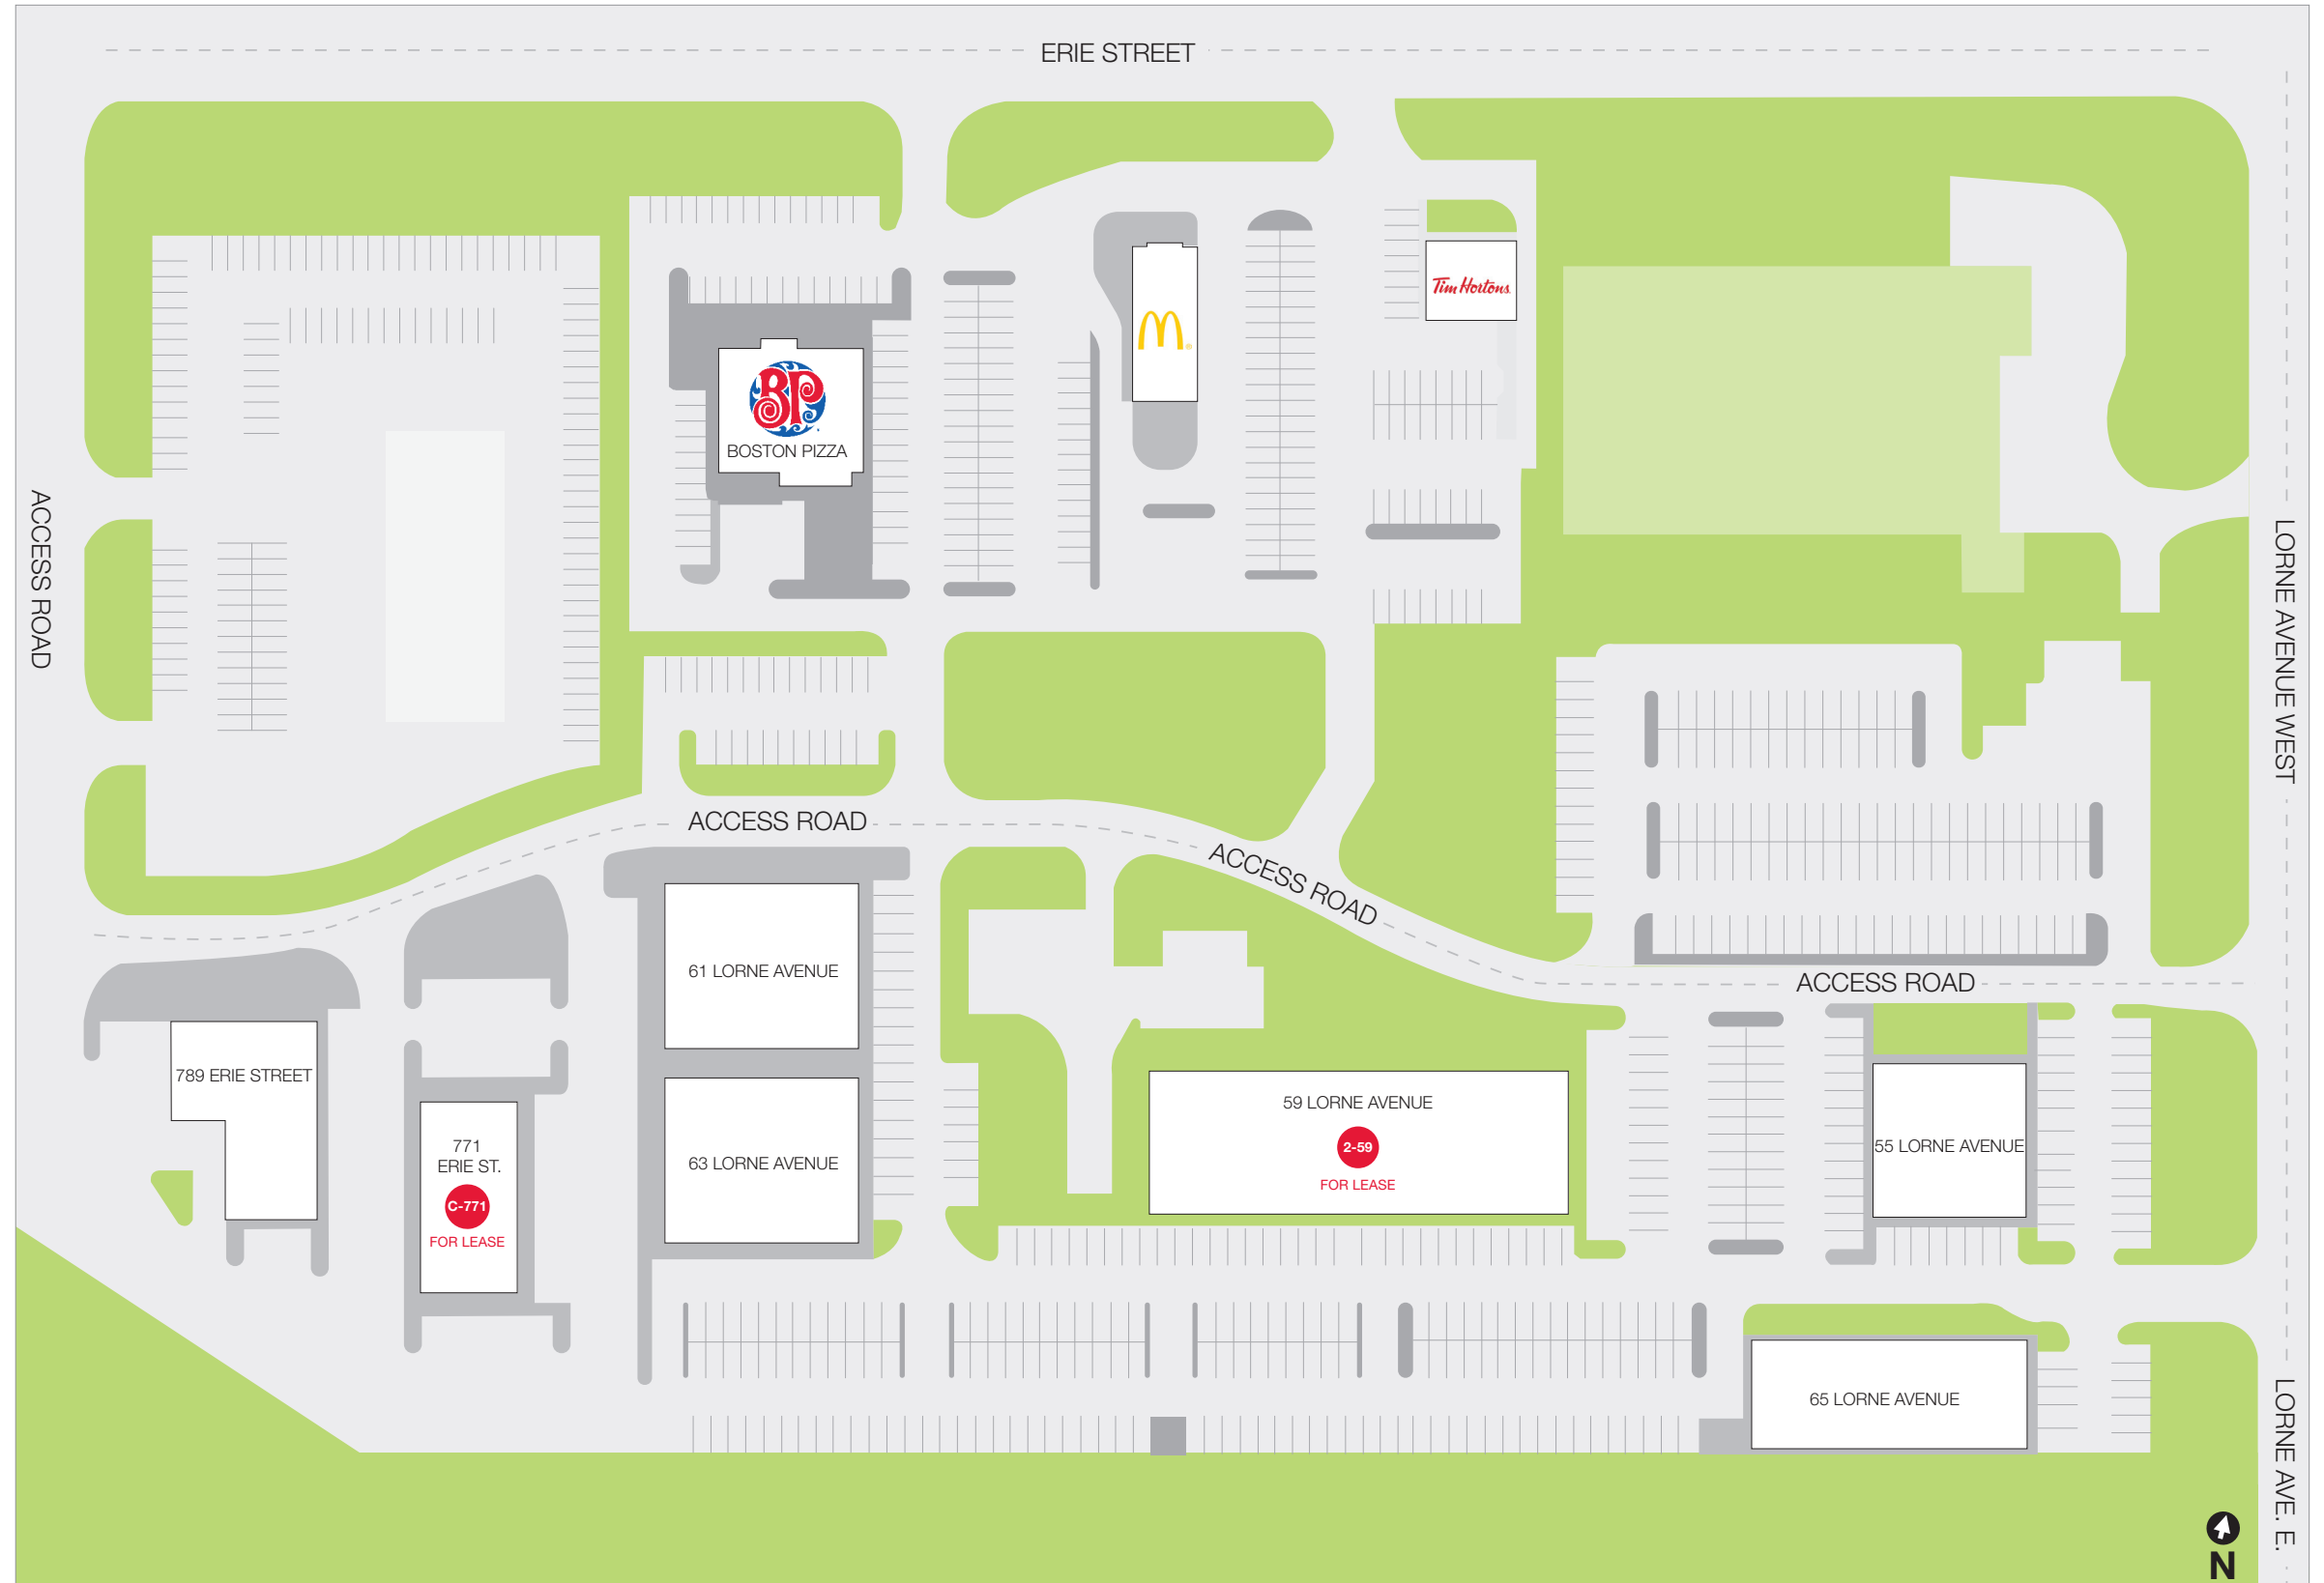 ERIE STREET
Tim Hortons
BP
BOSTON PIZZA
ACCESS ROAD
LORNE AVENUE WEST
ACCESS ROAD
ACCESS ROAD
61 LORNE AVENUE
ACCESS ROAD
789 ERIE STREET
59 LORNE AVENUE
2-59
FOR LEASE
55 LORNE AVENUE
771
ERIE ST.
C-771
FOR LEASE
63 LORNE AVENUE
65 LORNE AVENUE
LORNE AVE. E.
N